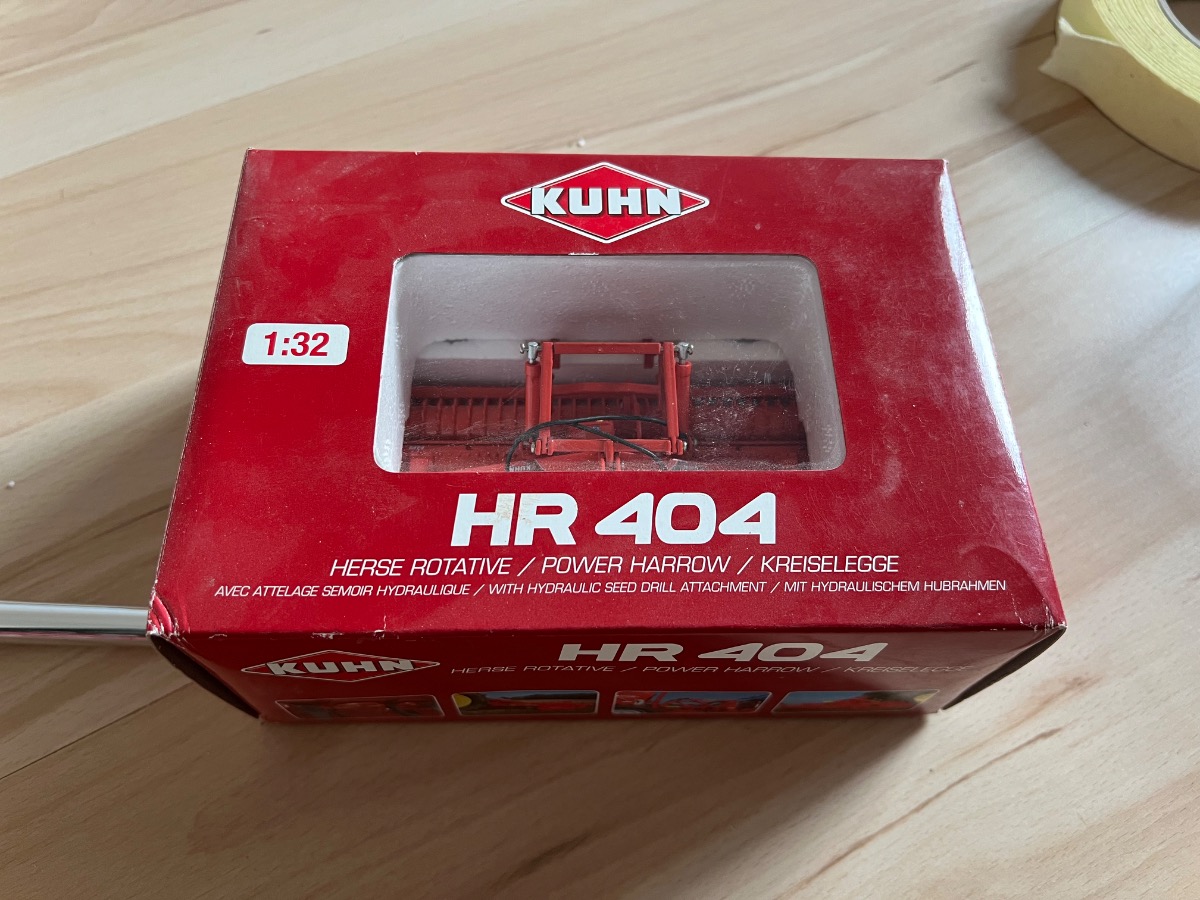 KUHN
1:32
HR 404
HERSE ROTATIVE / POWER HARROW / KREISELEGGE
AVEC ATTELAGE SEMOIR HYDRAULIQUE / WITH HYDRAULIC SEED DRILL ATTACHMENT / MIT HYDRAULISCHEM HUBRAHMEN
KUHN
HR 404
HERSE ROTATIVE / POWER HARROW / KREISELEGGE